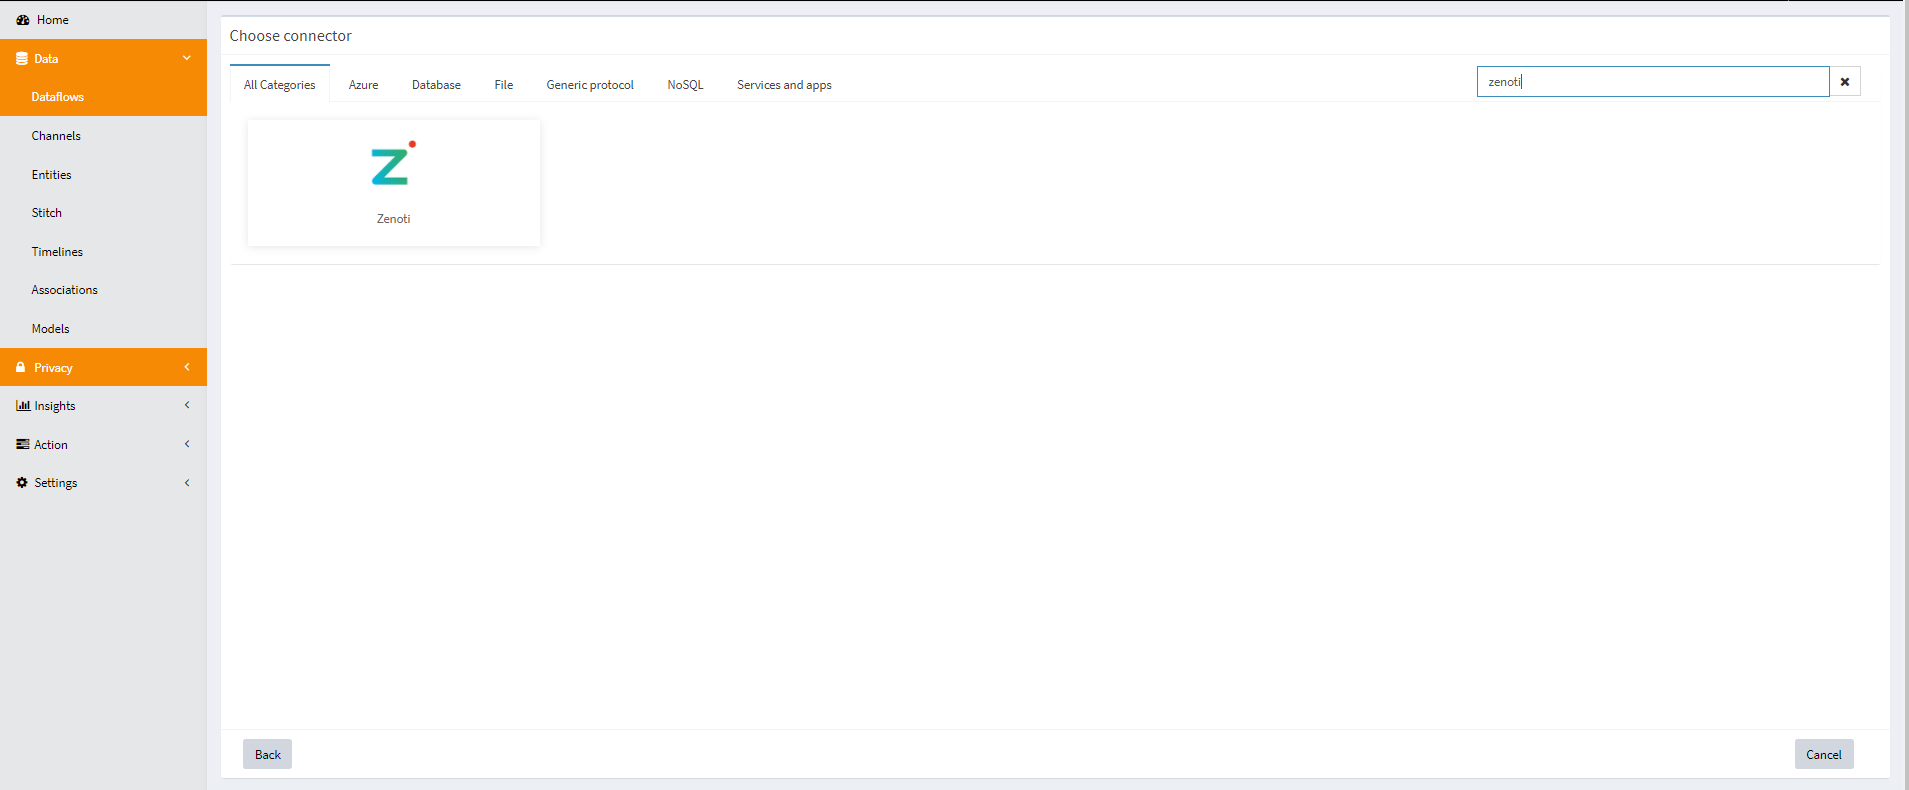 Home
Data
Dataflows
Channels
Entities
Stitch
Timelines
Associations
Models
Privacy
Insights
Action
Settings
Choose connector
All Categories Azure Database File Generic protocol NoSQL Services and apps
zenoti
Zenoti
Back Cancel